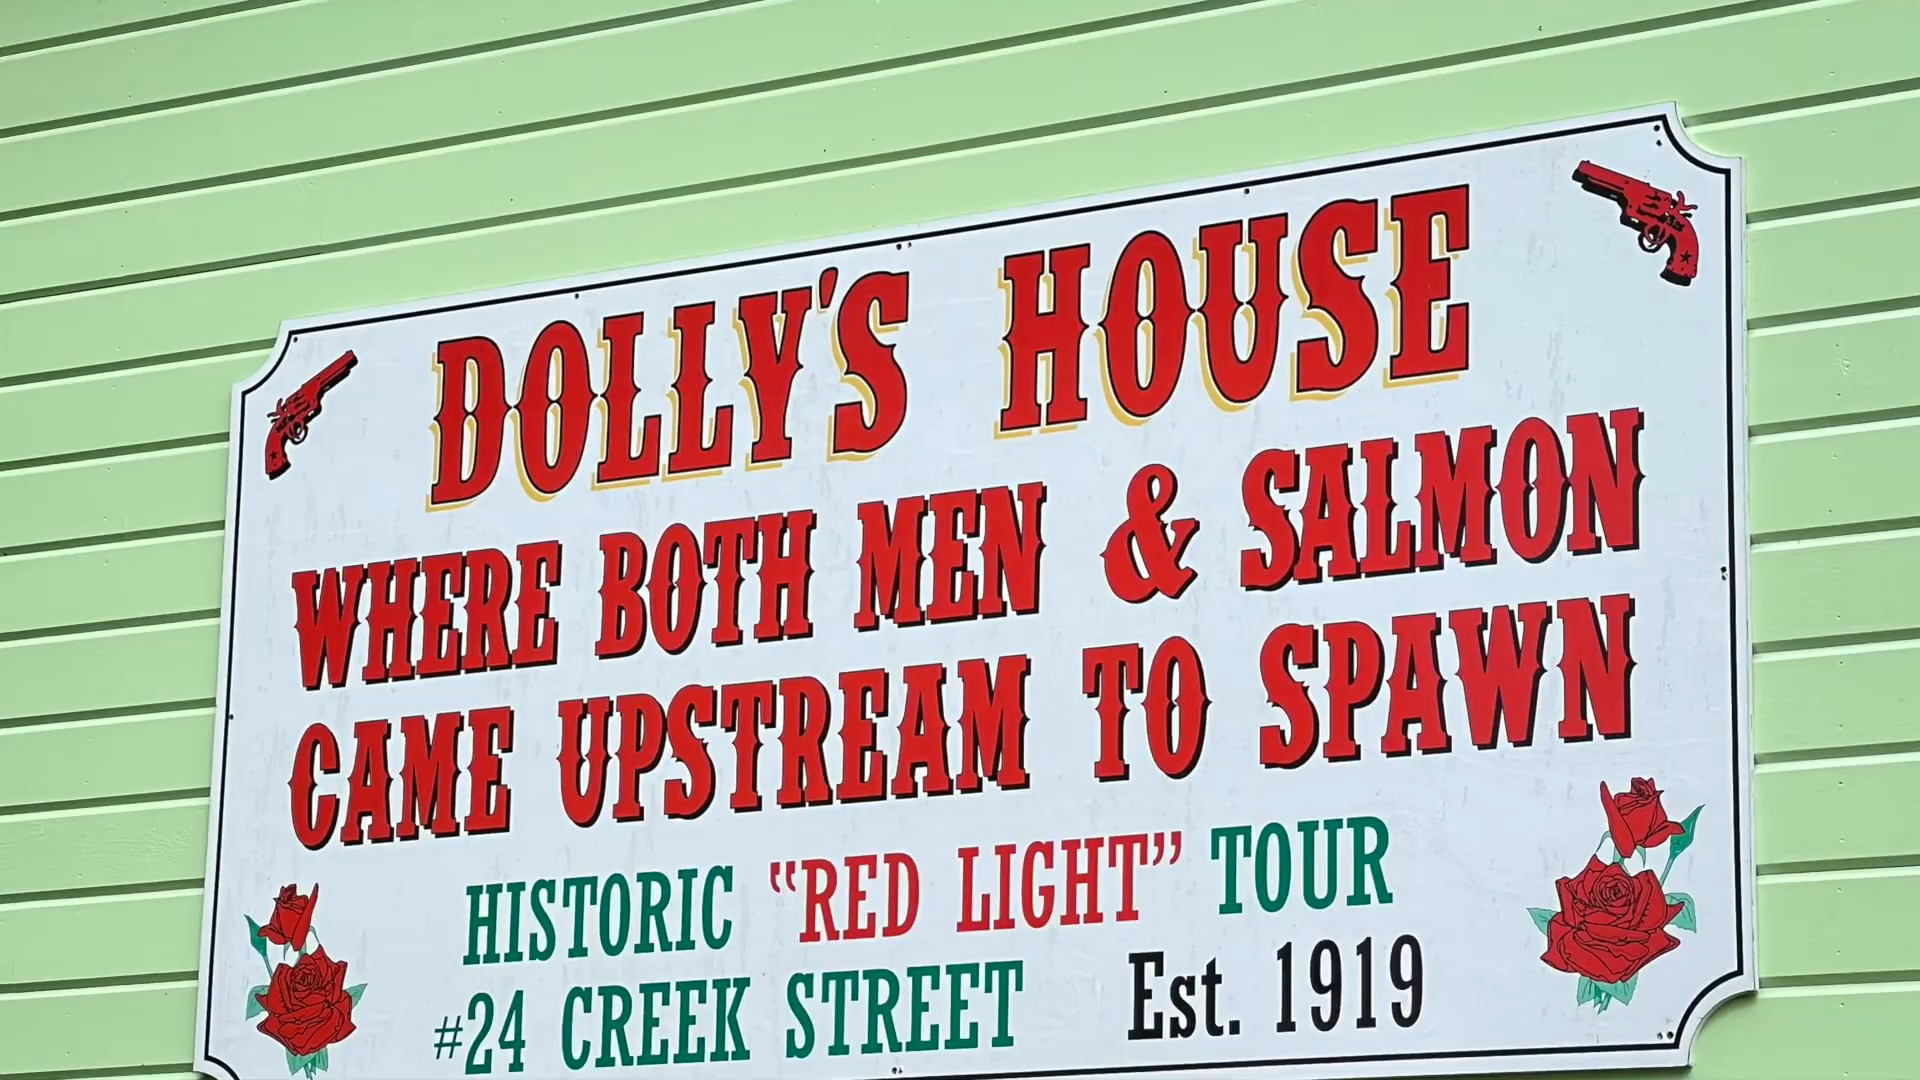 DOLLY'S HOUSE
WHERE BOTH MEN & SALMON
CAME UPSTREAM TO SPAWN
HISTORIC "RED LIGHT" TOUR
#24 CREEK STREET Est. 1919